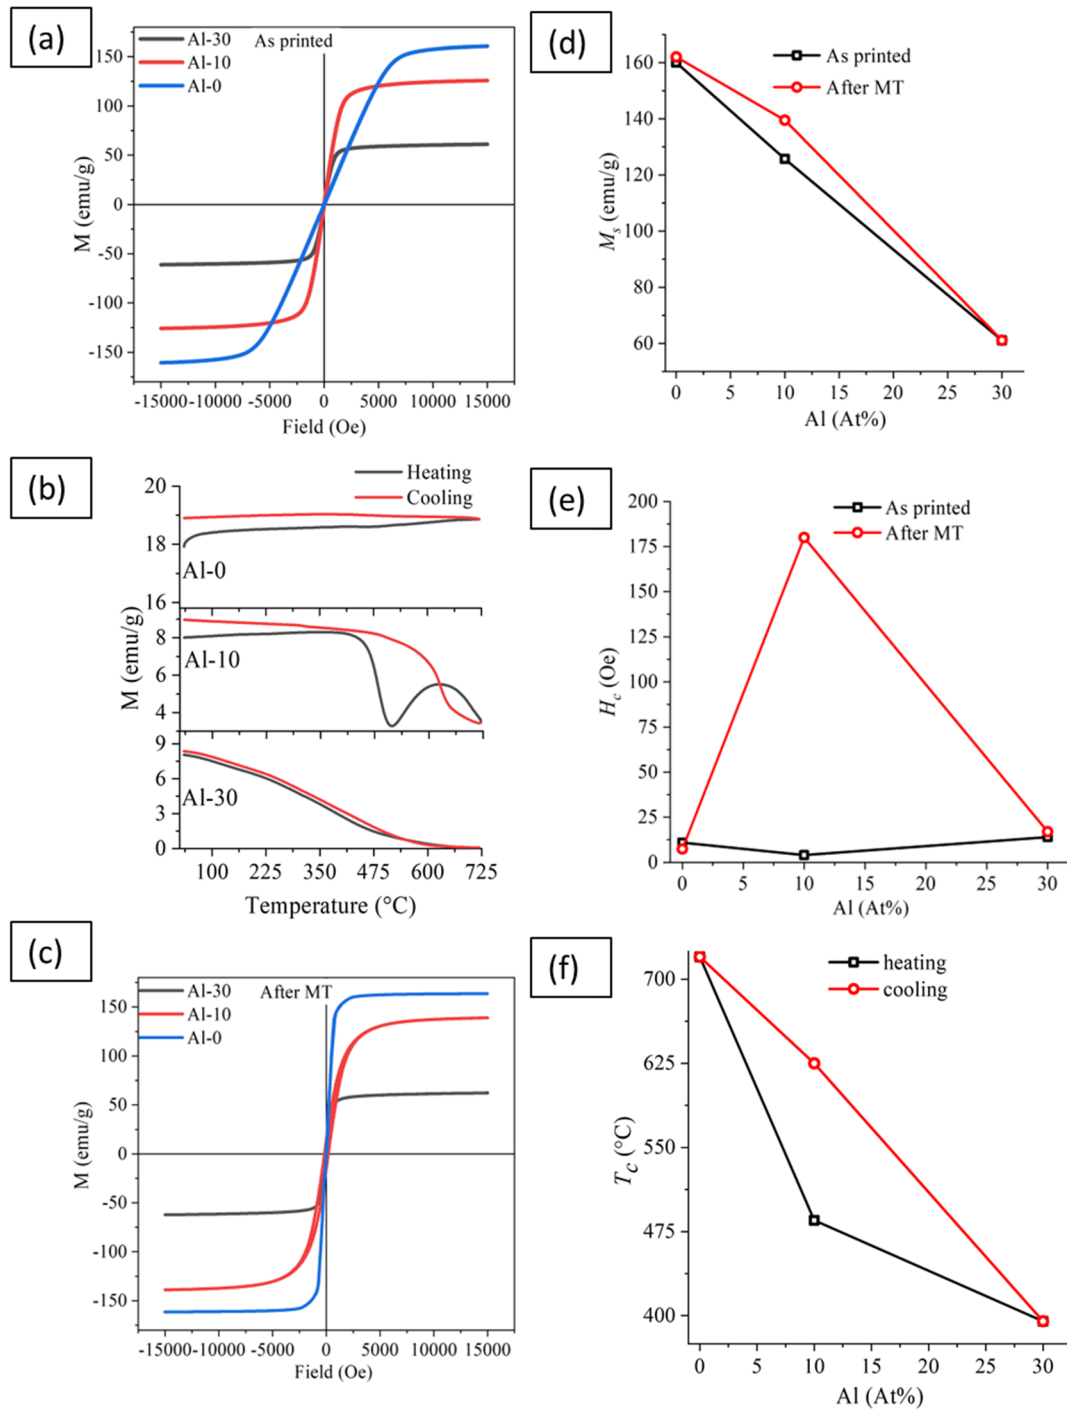 (a)
Al-30
Al-10
Al-0
As printed
150
100
50
0
-50
-100
-150
M (emu/g)
-15000 -10000 -5000 0 5000 10000 15000
Field (Oe)
(d)
As printed
After MT
160
140
120
100
80
60
Ms (emu/g)
0 5 10 15 20 25 30
Al (At%)
(b)
Heating
Cooling
20
18
16
Al-0
8
6
4
Al-10
9
6
3
0
Al-30
M (emu/g)
100 225 350 475 600 725
Temperature (°C)
(e)
As printed
After MT
200
175
150
125
100
75
50
25
0
Hc (Oe)
0 5 10 15 20 25 30
Al (At%)
(c)
Al-30
Al-10
Al-0
After MT
150
100
50
0
-50
-100
-150
M (emu/g)
-15000 -10000 -5000 0 5000 10000 15000
Field (Oe)
(f)
heating
cooling
700
625
550
475
400
TC (°C)
0 5 10 15 20 25 30
Al (At%)